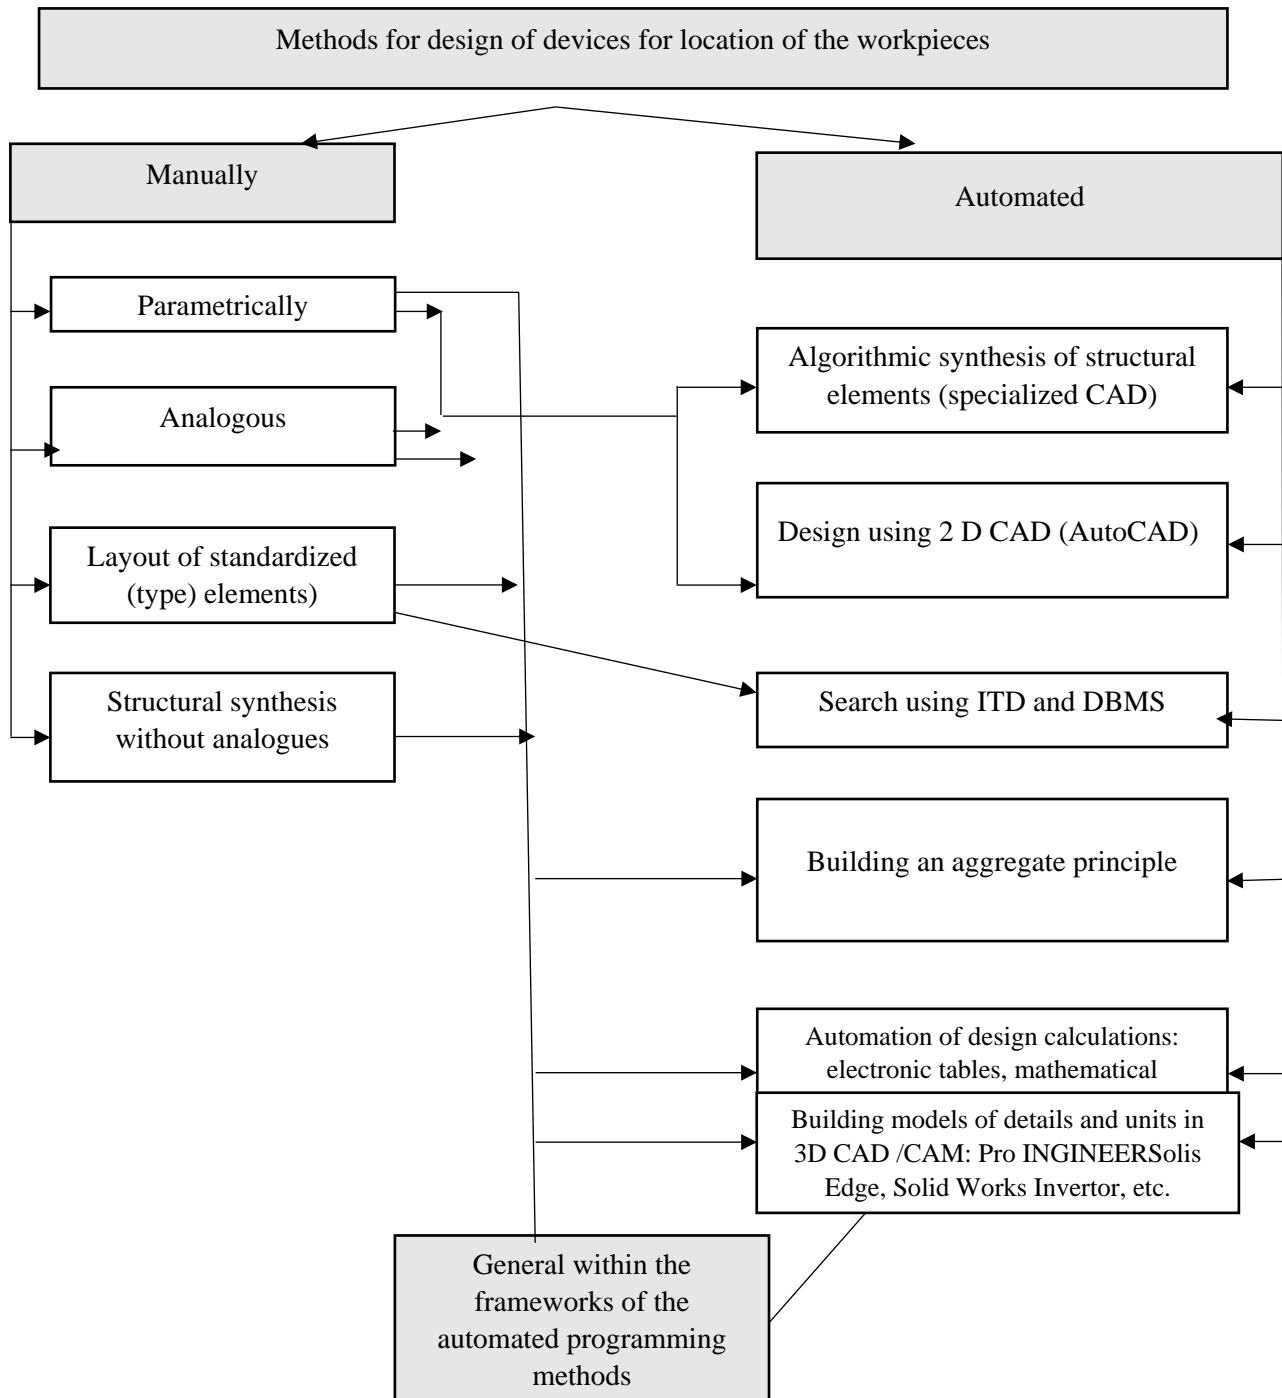 Methods for design of devices for location of the workpieces
Manually
Automated
Parametrically
Analogous
Layout of standardized
(type) elements)
Structural synthesis
without analogues
Algorithmic synthesis of structural
elements (specialized CAD)
Design using 2 D CAD (AutoCAD)
Search using ITD and DBMS
Building an aggregate principle
Automation of design calculations:
electronic tables, mathematical
Building models of details and units in
3D CAD /CAM: Pro INGINEERSolis
Edge, Solid Works Invertor, etc.
General within the
frameworks of the
automated programming
methods